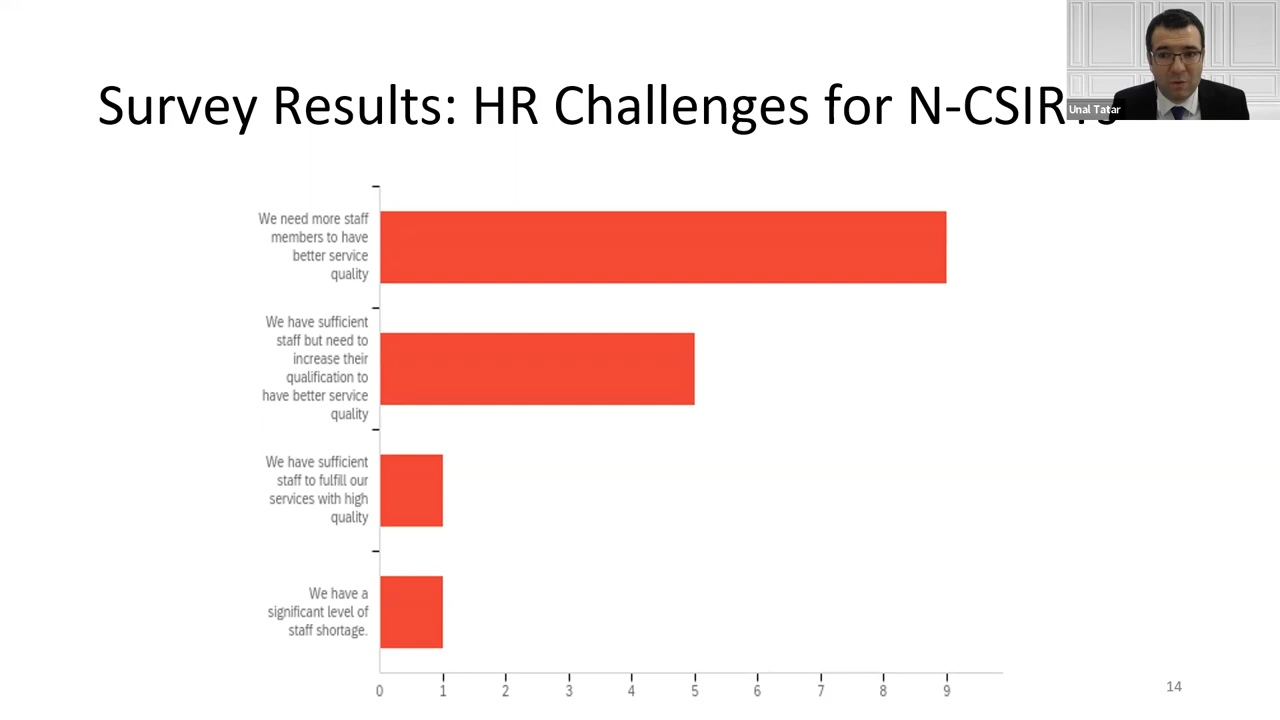 Survey Results: HR Challenges for N-CSIRTs
Unal Tatar
We need more staff
members to have
better service
quality
We have sufficient
staff but need to
increase their
qualification to
have better service
quality
We have sufficient
staff to fulfill our
services with high
quality
We have a
significant level of
staff shortage.
0 1 2 3 4 5 6 7 8 9
14